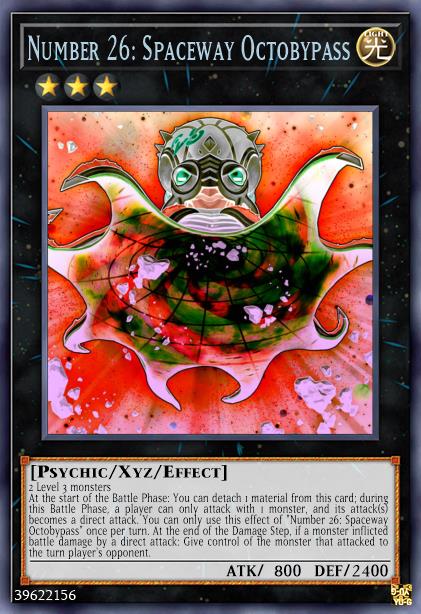 NUMBER 26: SPACEWAY OCTOBYPASS
LIGHT
光
26
[PSYCHIC/XYZ/EFFECT]
2 Level 3 monsters
At the start of the Battle Phase: You can detach 1 material from this card; during
this Battle Phase, a player can only attack with 1 monster, and its attack(s)
becomes a direct attack. You can only use this effect of "Number 26: Spaceway
Octobypass" once per turn. At the end of the Damage Step, if a monster inflicted
battle damage by a direct attack: Give control of the monster that attacked to
the turn player's opponent.
ATK/ 800 DEF/2400
39622156